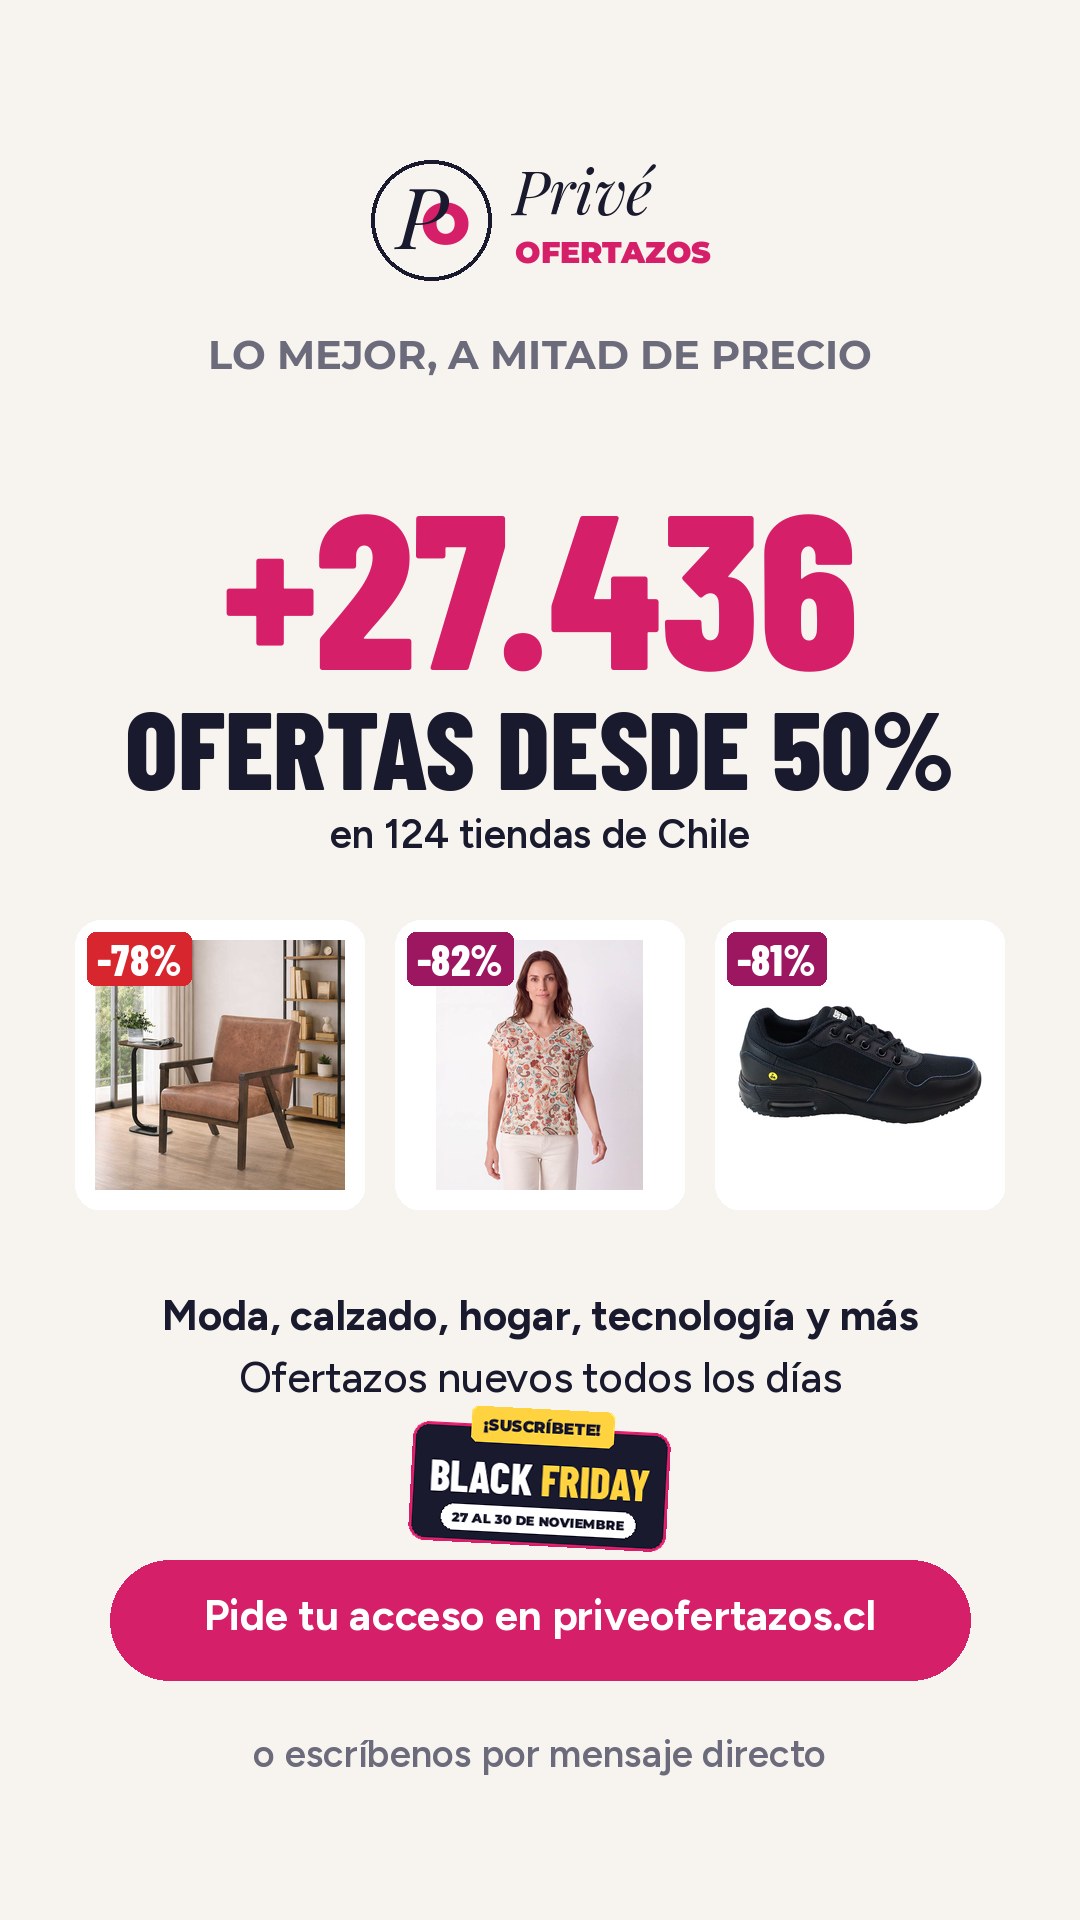 Po
Privé
OFERTAZOS
LO MEJOR, A MITAD DE PRECIO
+27.436
OFERTAS DESDE 50%
en 124 tiendas de Chile
-78%
-82%
-81%
Moda, calzado, hogar, tecnología y más
Ofertazos nuevos todos los días
¡SUSCRÍBETE!
BLACK FRIDAY
27 AL 30 DE NOVIEMBRE
Pide tu acceso en priveofertazos.cl
o escríbenos por mensaje directo